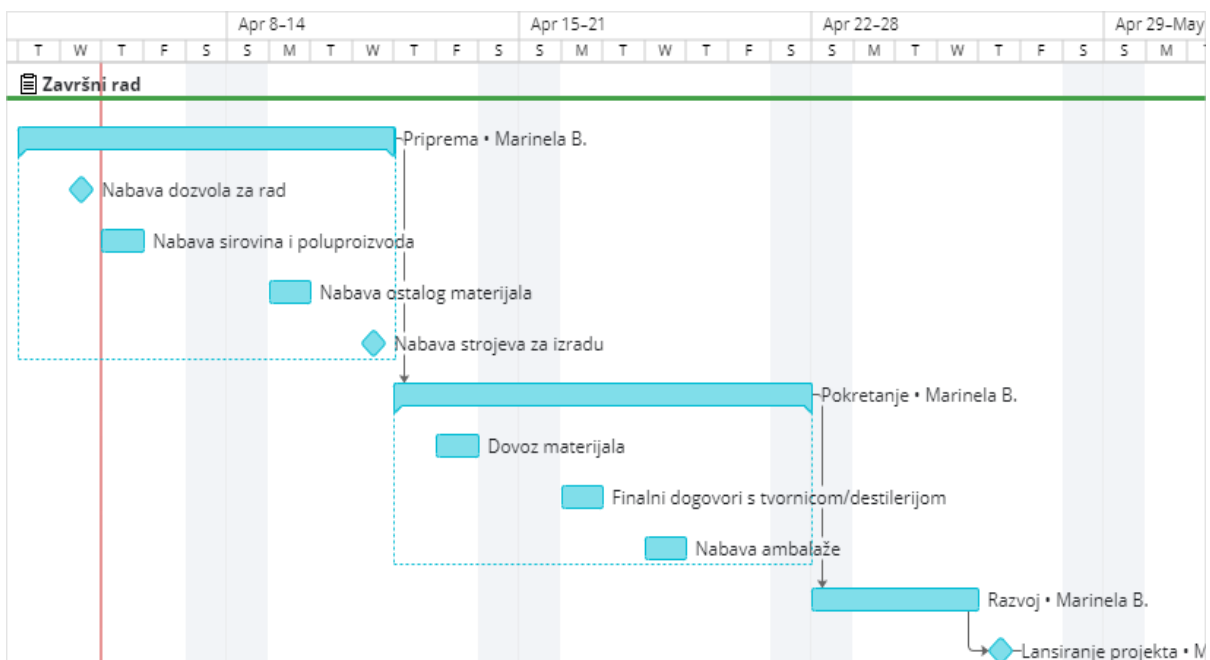 Apr 8–14 Apr 15–21 Apr 22–28 Apr 29–May
T W T F S S M T W T F S S M T W T F S S M T W T F S S M
Završni rad
Priprema • Marinela B.
Nabava dozvola za rad
Nabava sirovina i poluproizvoda
Nabava ostalog materijala
Nabava strojeva za izradu
Pokretanje • Marinela B.
Dovoz materijala
Finalni dogovori s tvornicom/destilerijom
Nabava ambalaže
Razvoj • Marinela B.
Lansiranje projekta • M